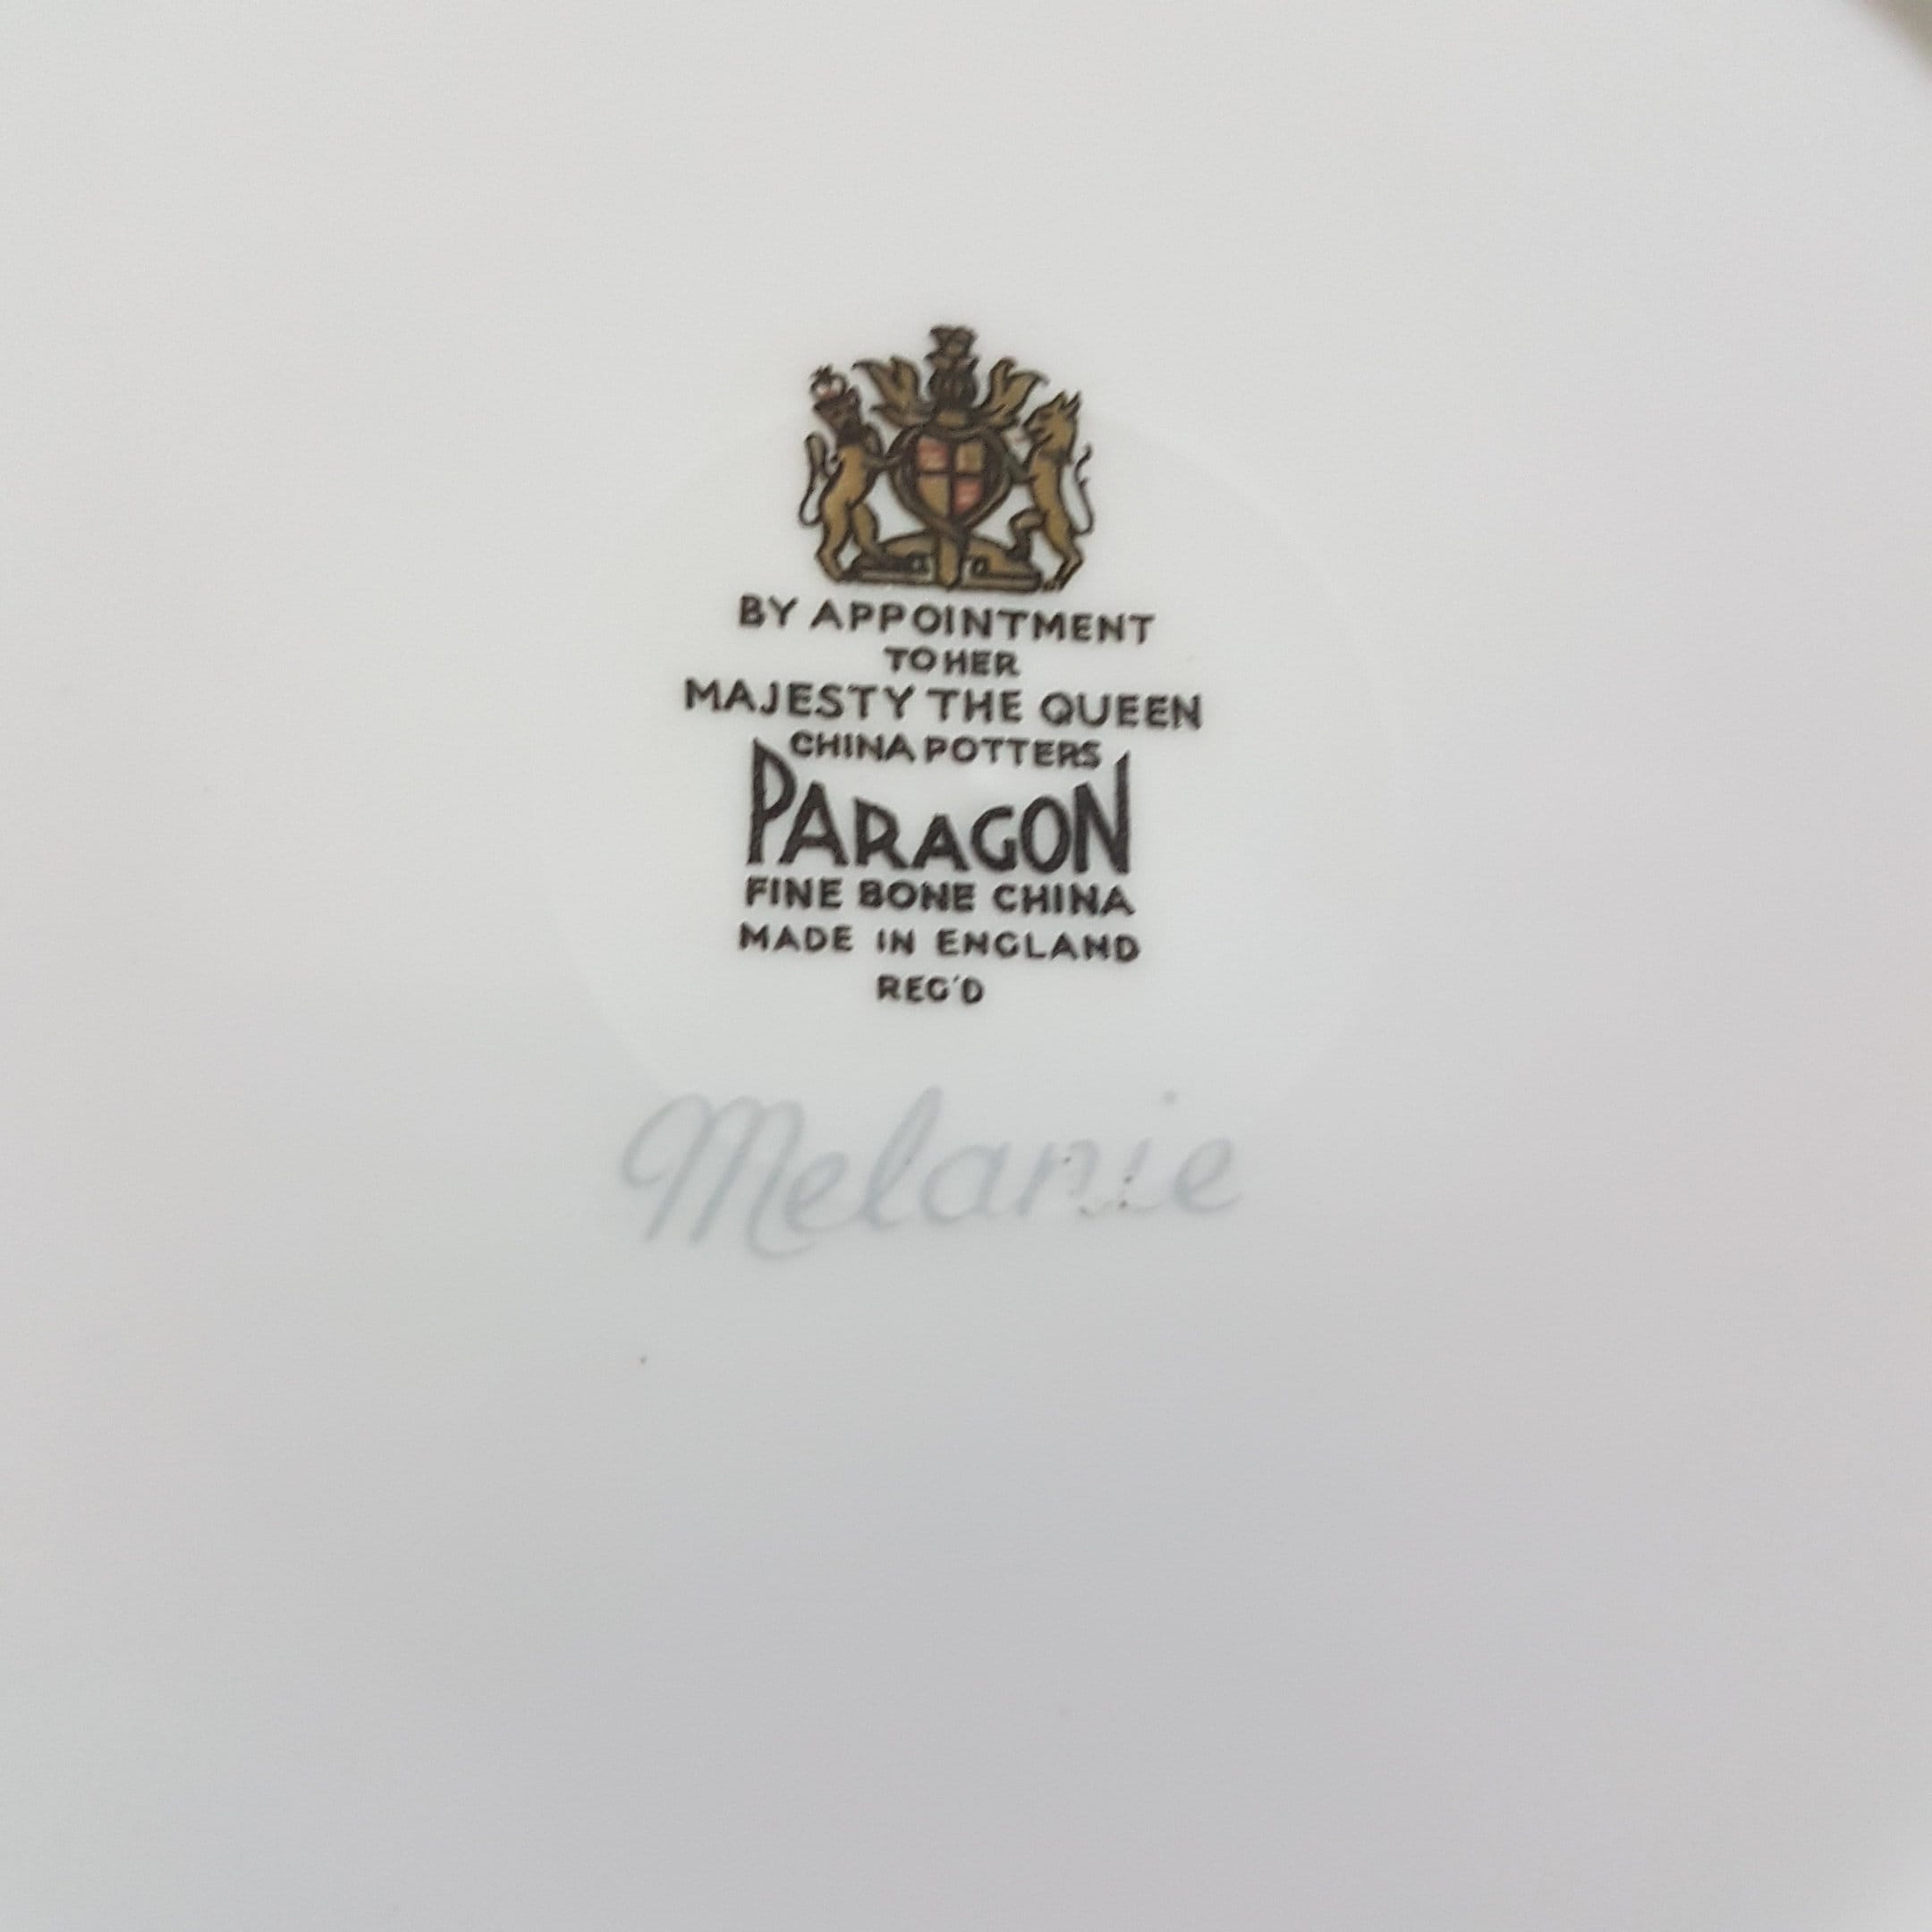 BY APPOINTMENT
TO HER
MAJESTY THE QUEEN
CHINA POTTERS
PARAGON
FINE BONE CHINA
MADE IN ENGLAND
REG'D
Melanie